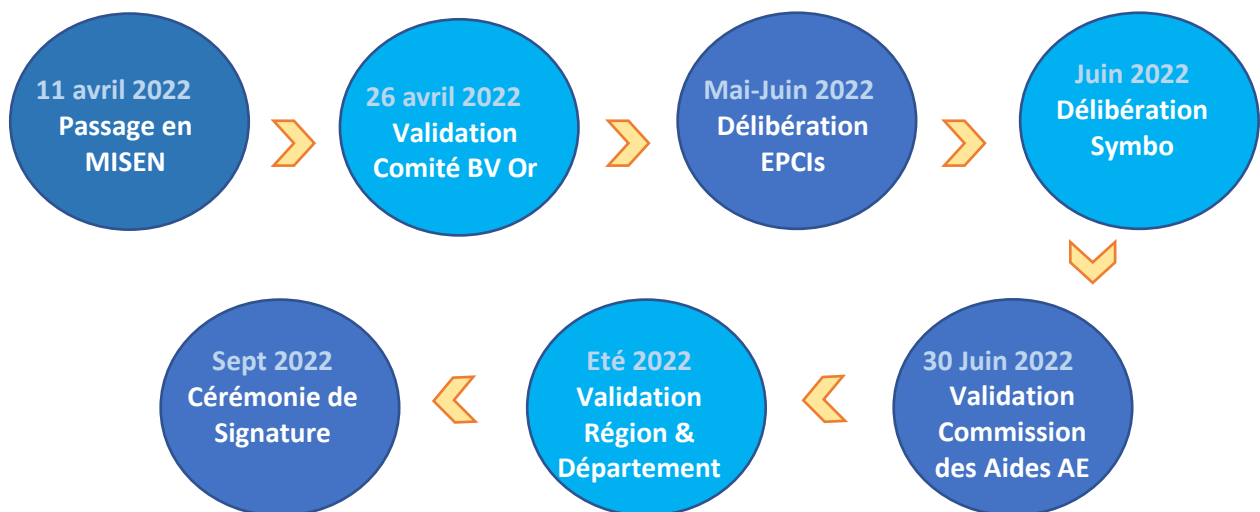 11 avril 2022
Passage en
MISEN
26 avril 2022
Validation
Comité BV Or
Mai-Juin 2022
Délibération
EPCIs
Juin 2022
Délibération
Symbo
30 Juin 2022
Validation
Commission
des Aides AE
Eté 2022
Validation
Région &
Département
Sept 2022
Cérémonie de
Signature